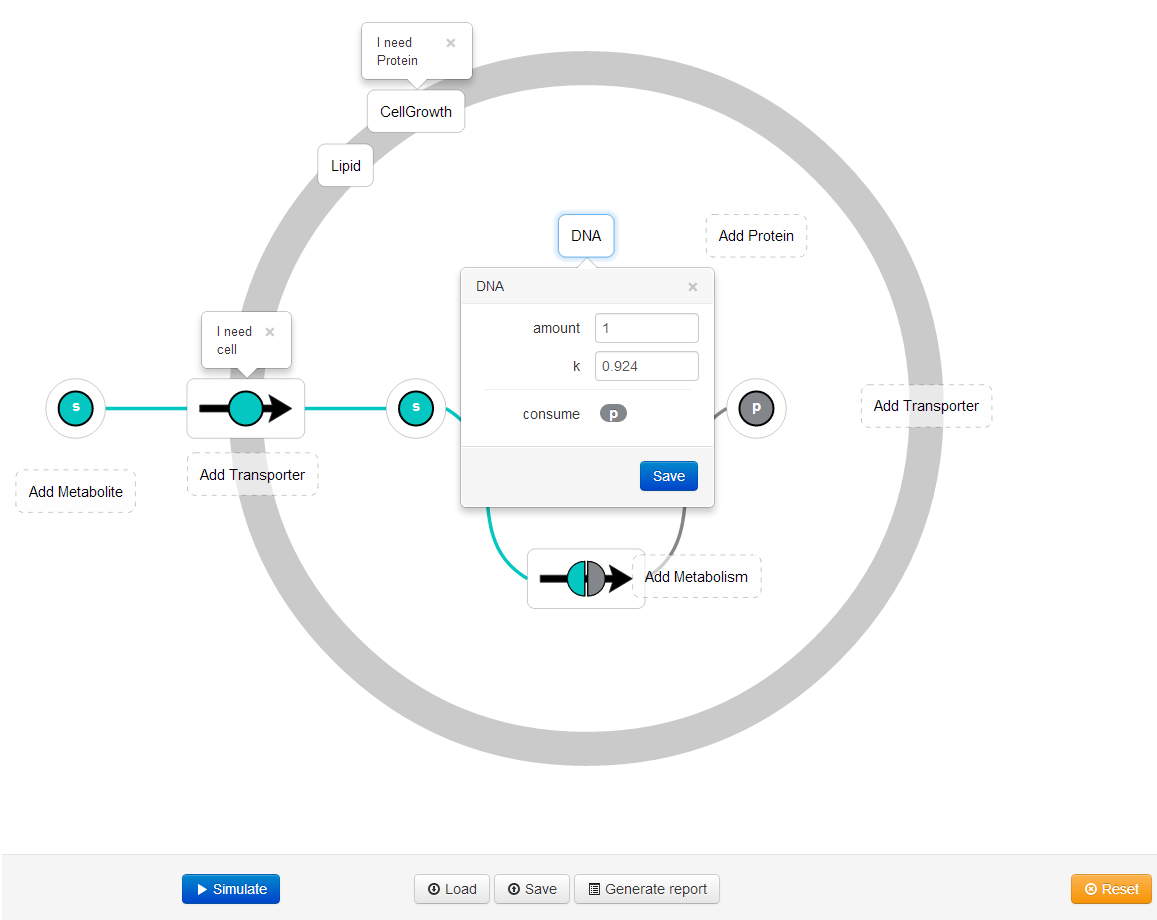 I need
×
Protein
CellGrowth
Lipid
DNA
Add Protein
DNA ×
amount 1
k 0.924
consume p
Save
I need ×
cell
s
s
p
Add Transporter
Add Transporter
Add Metabolite
Add Metabolism
Simulate
Load
Save
Generate report
Reset